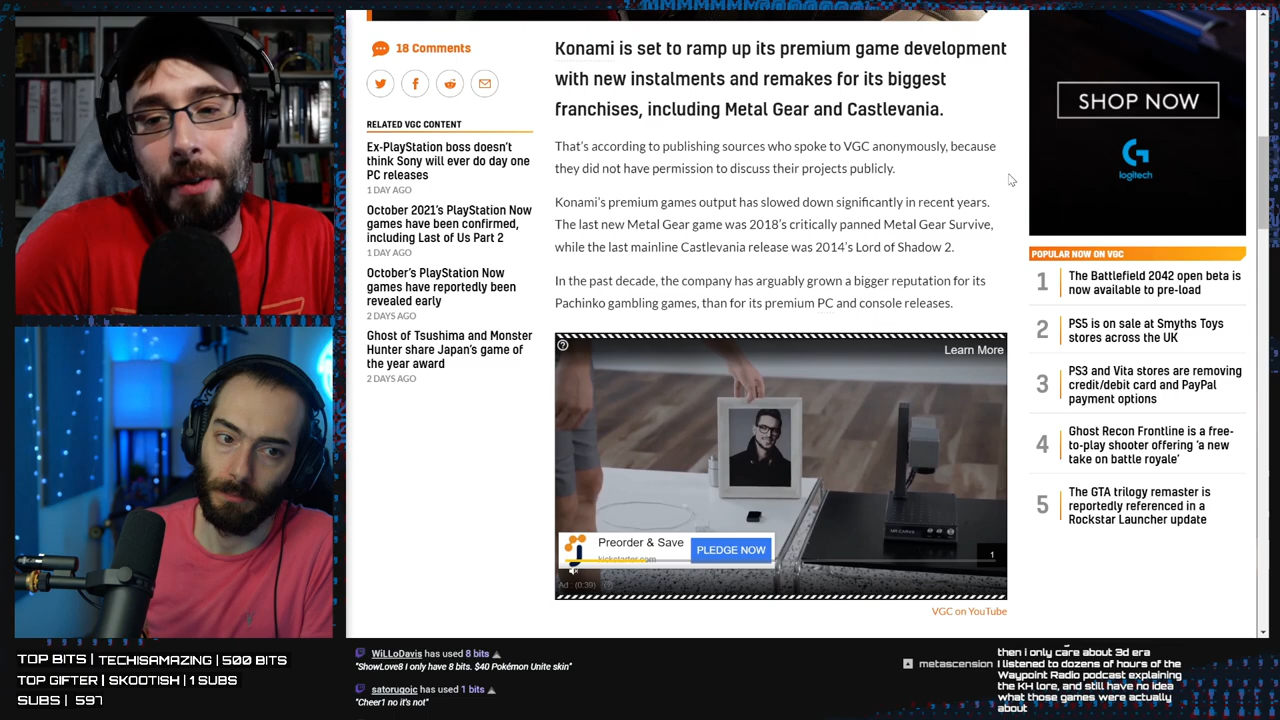 18 Comments
RELATED VGC CONTENT
Ex-PlayStation boss doesn't
think Sony will ever do day one
PC releases
1 DAY AGO
October 2021's PlayStation Now
games have been confirmed,
including Last of Us Part 2
1 DAY AGO
October's PlayStation Now
games have reportedly been
revealed early
2 DAYS AGO
Ghost of Tsushima and Monster
Hunter share Japan's game of
the year award
2 DAYS AGO
Konami is set to ramp up its premium game development
with new instalments and remakes for its biggest
franchises, including Metal Gear and Castlevania.
That's according to publishing sources who spoke to VGC anonymously, because
they did not have permission to discuss their projects publicly.
Konami's premium games output has slowed down significantly in recent years.
The last new Metal Gear game was 2018's critically panned Metal Gear Survive,
while the last mainline Castlevania release was 2014's Lord of Shadow 2.
In the past decade, the company has arguably grown a bigger reputation for its
Pachinko gambling games, than for its premium PC and console releases.
Learn More
Preorder & Save
kickstarter.com
PLEDGE NOW
1
Ad : (0:39)
VGC on YouTube
SHOP NOW
logitech
POPULAR NOW ON VGC
1 The Battlefield 2042 open beta is
now available to pre-load
2 PS5 is on sale at Smyths Toys
stores across the UK
3 PS3 and Vita stores are removing
credit/debit card and PayPal
payment options
4 Ghost Recon Frontline is a free-
to-play shooter offering 'a new
take on battle royale'
5 The GTA trilogy remaster is
reportedly referenced in a
Rockstar Launcher update
TOP BITS | TECHISAMAZING | 500 BITS
TOP GIFTER | SKOOTISH | 1 SUBS
SUBS | 597
WiLLoDavis has used 8 bits
"ShowLove8 I only have 8 bits. $40 Pokémon Unite skin"
satorugojc has used 1 bits
"Cheer1 no it's not"
metascension
then i only care about 3d era
I listened to dozens of hours of the
Waypoint Radio podcast explaining
the KH lore, and still have no idea
what those games were actually
about